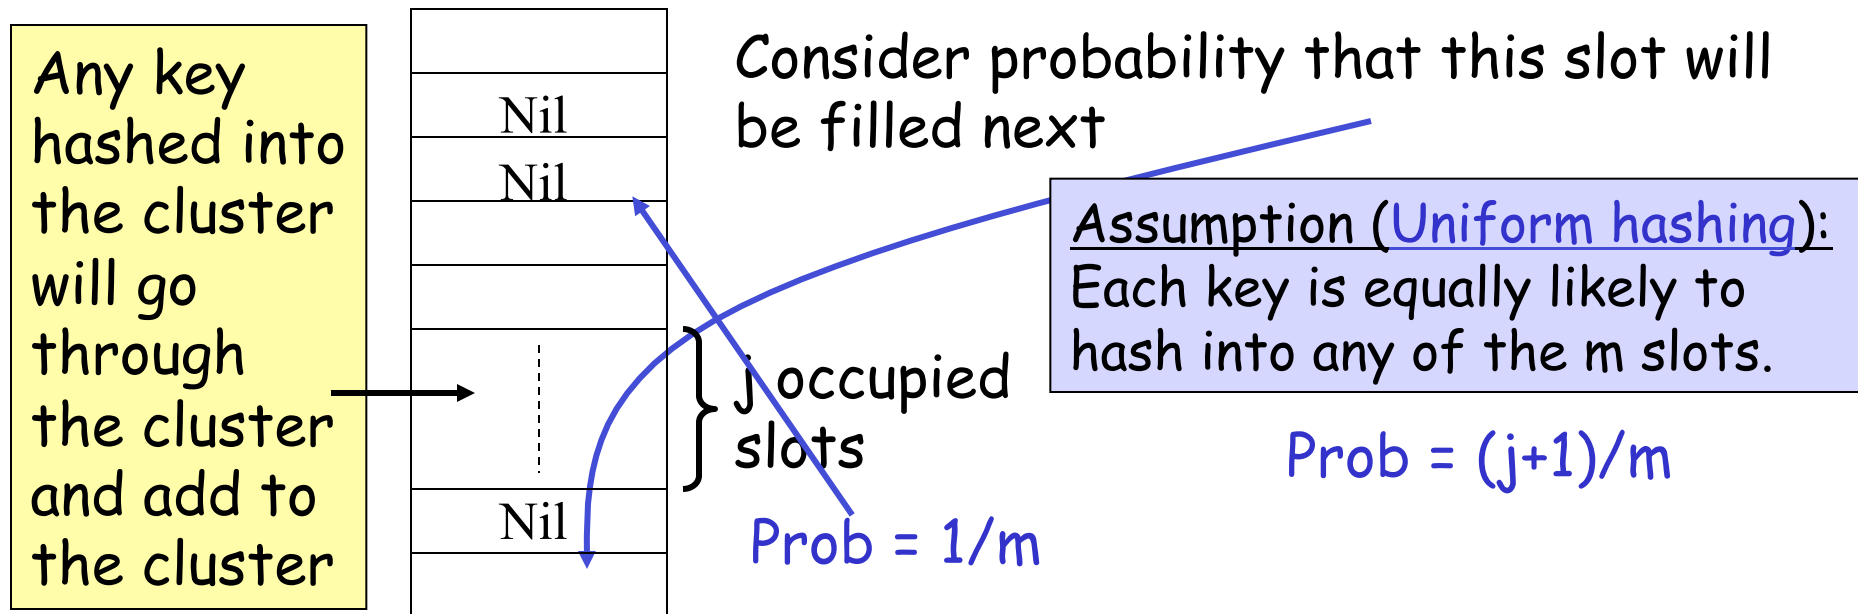 Any key
hashed into
the cluster
will go
through
the cluster
and add to
the cluster
Nil
Nil
Nil
Consider probability that this slot will
be filled next
Assumption (Uniform hashing):
Each key is equally likely to
hash into any of the m slots.
j occupied
slots
Prob = (j+1)/m
Prob = 1/m